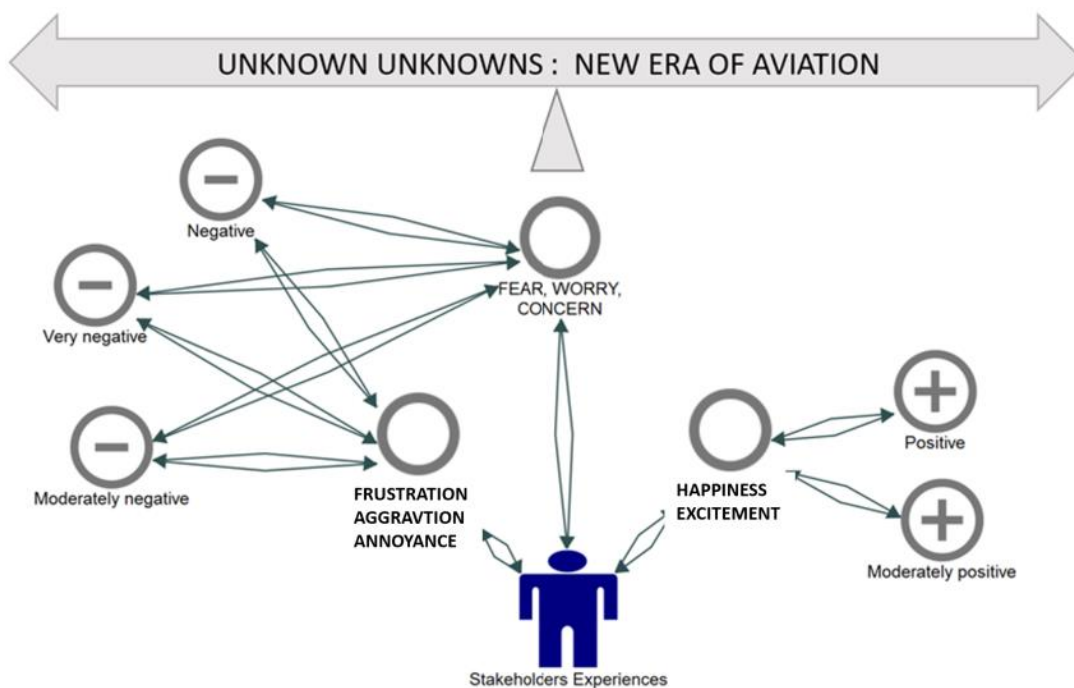 UNKNOWN UNKNOWNS : NEW ERA OF AVIATION
Negative
FEAR, WORRY,
CONCERN
Very negative
Positive
Moderately negative
FRUSTRATION
AGGRAVTION
ANNOYANCE
HAPPINESS
EXCITEMENT
Moderately positive
Stakeholders Experiences